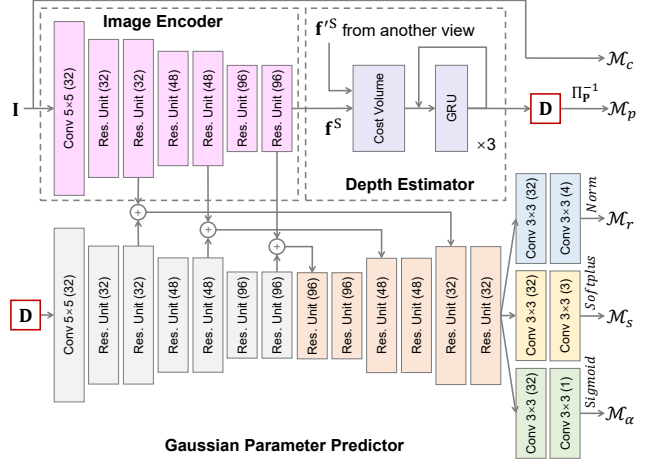 Image Encoder
I
Conv 5×5 (32)
Res. Unit (32)
Res. Unit (32)
Res. Unit (48)
Res. Unit (48)
Res. Unit (96)
Res. Unit (96)
f′ˢ from another view
fˢ
Cost Volume
GRU
×3
Depth Estimator
D
Π_P⁻¹
ℳ_c
ℳ_p
+
+
+
D
Conv 5×5 (32)
Res. Unit (32)
Res. Unit (32)
Res. Unit (48)
Res. Unit (48)
Res. Unit (96)
Res. Unit (96)
Res. Unit (96)
Res. Unit (96)
Res. Unit (48)
Res. Unit (48)
Res. Unit (32)
Res. Unit (32)
Conv 3×3 (32)
Conv 3×3 (4)
Norm
ℳ_r
Conv 3×3 (32)
Conv 3×3 (3)
Softplus
ℳ_s
Conv 3×3 (32)
Conv 3×3 (1)
Sigmoid
ℳ_α
Gaussian Parameter Predictor